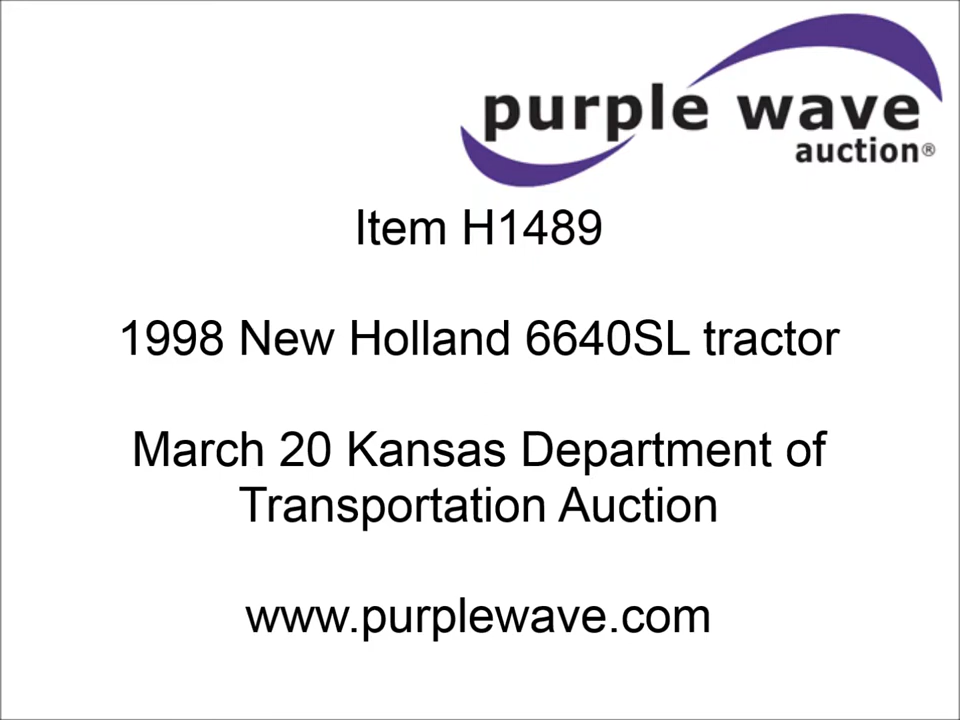 purple wave
auction®
Item H1489
1998 New Holland 6640SL tractor
March 20 Kansas Department of
Transportation Auction
www.purplewave.com